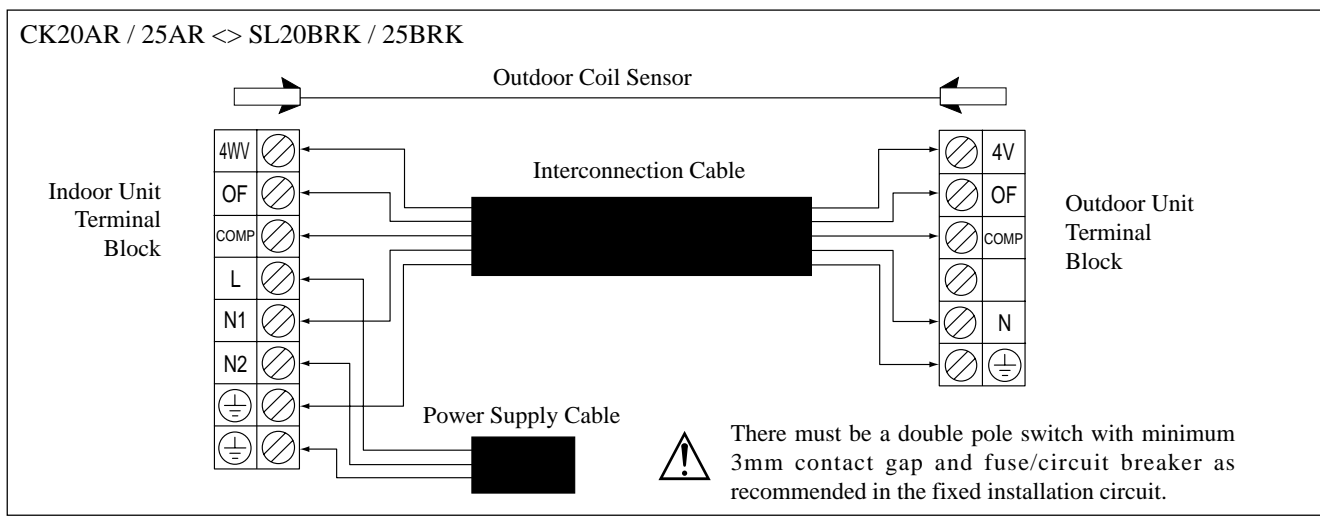 CK20AR / 25AR <> SL20BRK / 25BRK
Outdoor Coil Sensor
Indoor Unit
Terminal
Block
4WV
OF
COMP
L
N1
N2
Interconnection Cable
4V
OF
COMP
N
Outdoor Unit
Terminal
Block
Power Supply Cable
There must be a double pole switch with minimum
3mm contact gap and fuse/circuit breaker as
recommended in the fixed installation circuit.